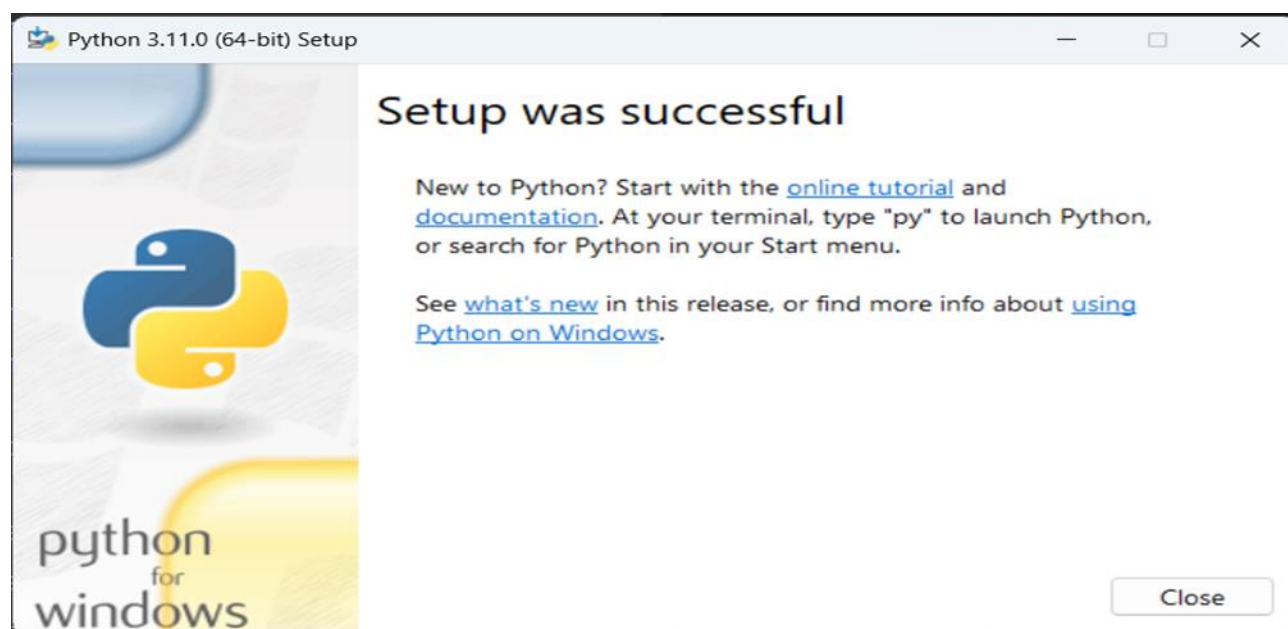 Python 3.11.0 (64-bit) Setup
Setup was successful
New to Python? Start with the online tutorial and
documentation. At your terminal, type "py" to launch Python,
or search for Python in your Start menu.
See what's new in this release, or find more info about using
Python on Windows.
python
for
windows
Close